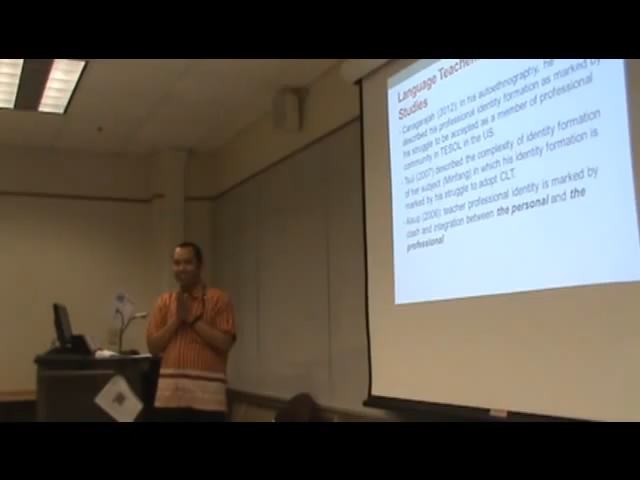 Language Teacher
Studies
- Canagarajah (2012) in his autoethnography, he
described his professional identity formation as marked by
his struggle to be accepted as a member of professional
community in TESOL in the US.
- Tsui (2007) described the complexity of identity formation
of her subject (Minfang) in which his identity formation is
marked by his struggle to adopt CLT.
- Alsup (2006) teacher professional identity is marked by
clash and integration between the personal and the
professional